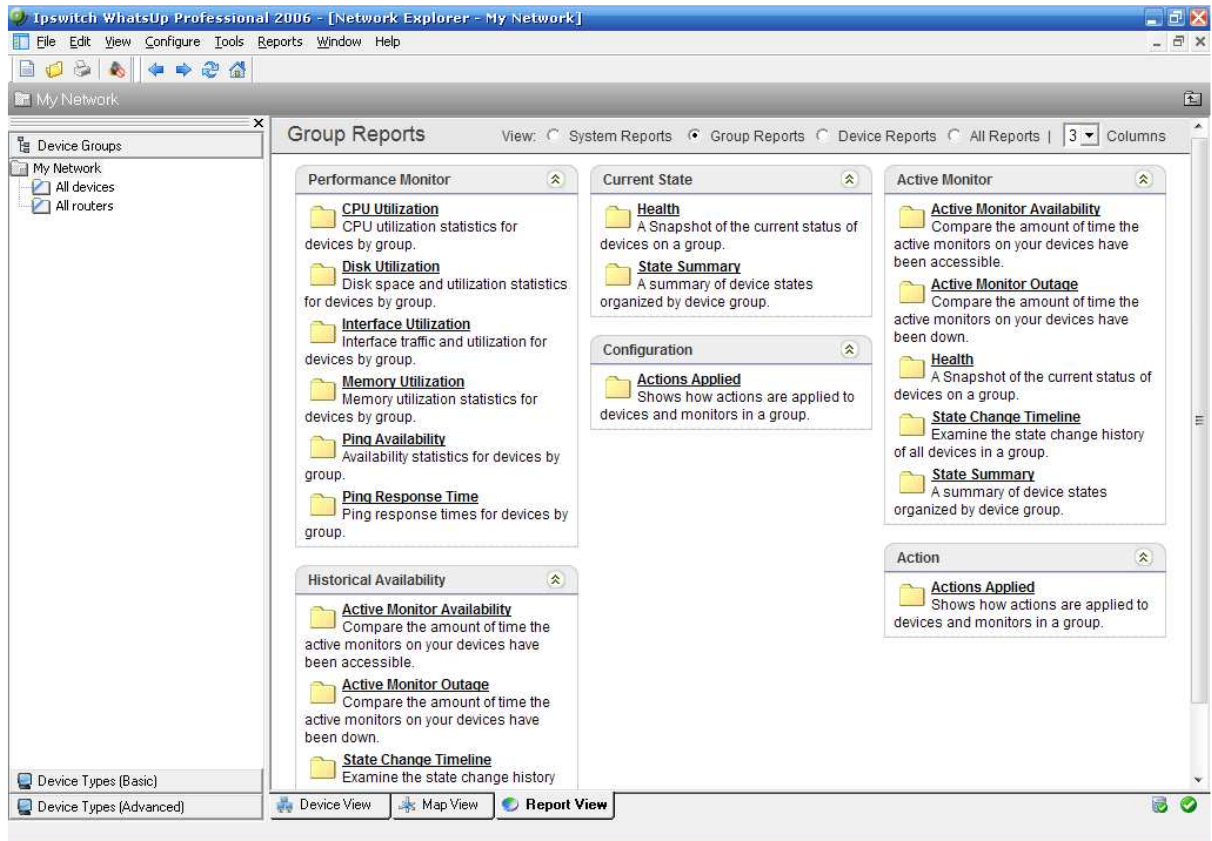 Ipswitch WhatsUp Professional 2006 - [Network Explorer - My Network]
File Edit View Configure Tools Reports Window Help
My Network
Device Groups
My Network
All devices
All routers
Device Types (Basic)
Device Types (Advanced)
Group Reports View: System Reports Group Reports Device Reports All Reports | 3 Columns
Performance Monitor
CPU Utilization
CPU utilization statistics for
devices by group.
Disk Utilization
Disk space and utilization statistics
for devices by group.
Interface Utilization
Interface traffic and utilization for
devices by group.
Memory Utilization
Memory utilization statistics for
devices by group.
Ping Availability
Availability statistics for devices by
group.
Ping Response Time
Ping response times for devices by
group.
Historical Availability
Active Monitor Availability
Compare the amount of time the
active monitors on your devices have
been accessible.
Active Monitor Outage
Compare the amount of time the
active monitors on your devices have
been down.
State Change Timeline
Examine the state change history
Current State
Health
A Snapshot of the current status of
devices on a group.
State Summary
A summary of device states
organized by device group.
Configuration
Actions Applied
Shows how actions are applied to
devices and monitors in a group.
Active Monitor
Active Monitor Availability
Compare the amount of time the
active monitors on your devices have
been accessible.
Active Monitor Outage
Compare the amount of time the
active monitors on your devices have
been down.
Health
A Snapshot of the current status of
devices on a group.
State Change Timeline
Examine the state change history
of all devices in a group.
State Summary
A summary of device states
organized by device group.
Action
Actions Applied
Shows how actions are applied to
devices and monitors in a group.
Device View Map View Report View